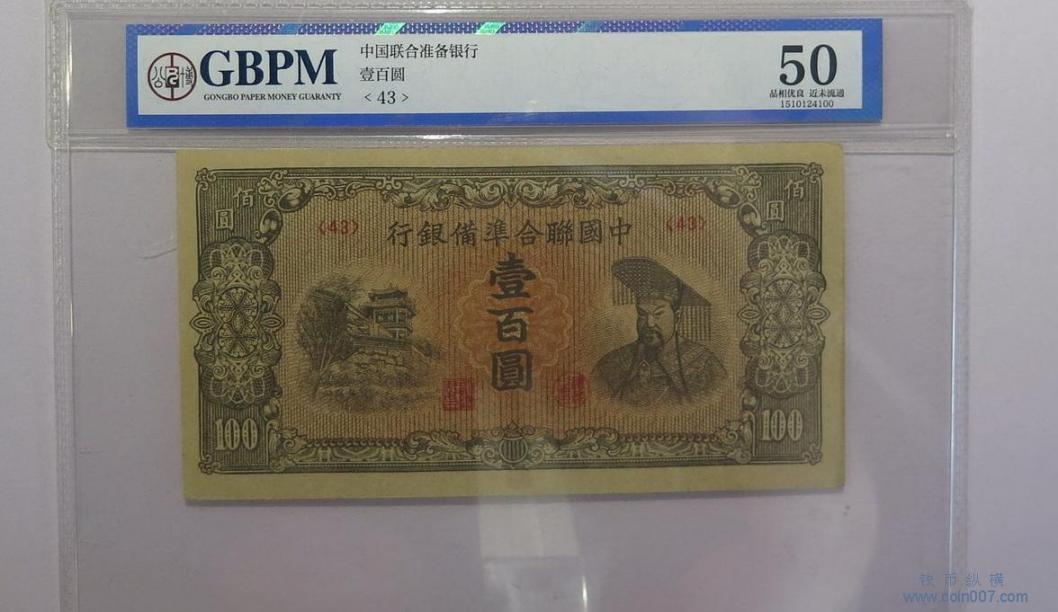 GBPM
GONGBO PAPER MONEY GUARANTY
中国联合准备银行
壹百圆
<43>
50
品相优良 近未流通
1510124100
佰圓
佰圓
〈43〉
〈43〉
行銀備準合聯國中
壹百圓
100
100
钱币纵横
www.coin007.com